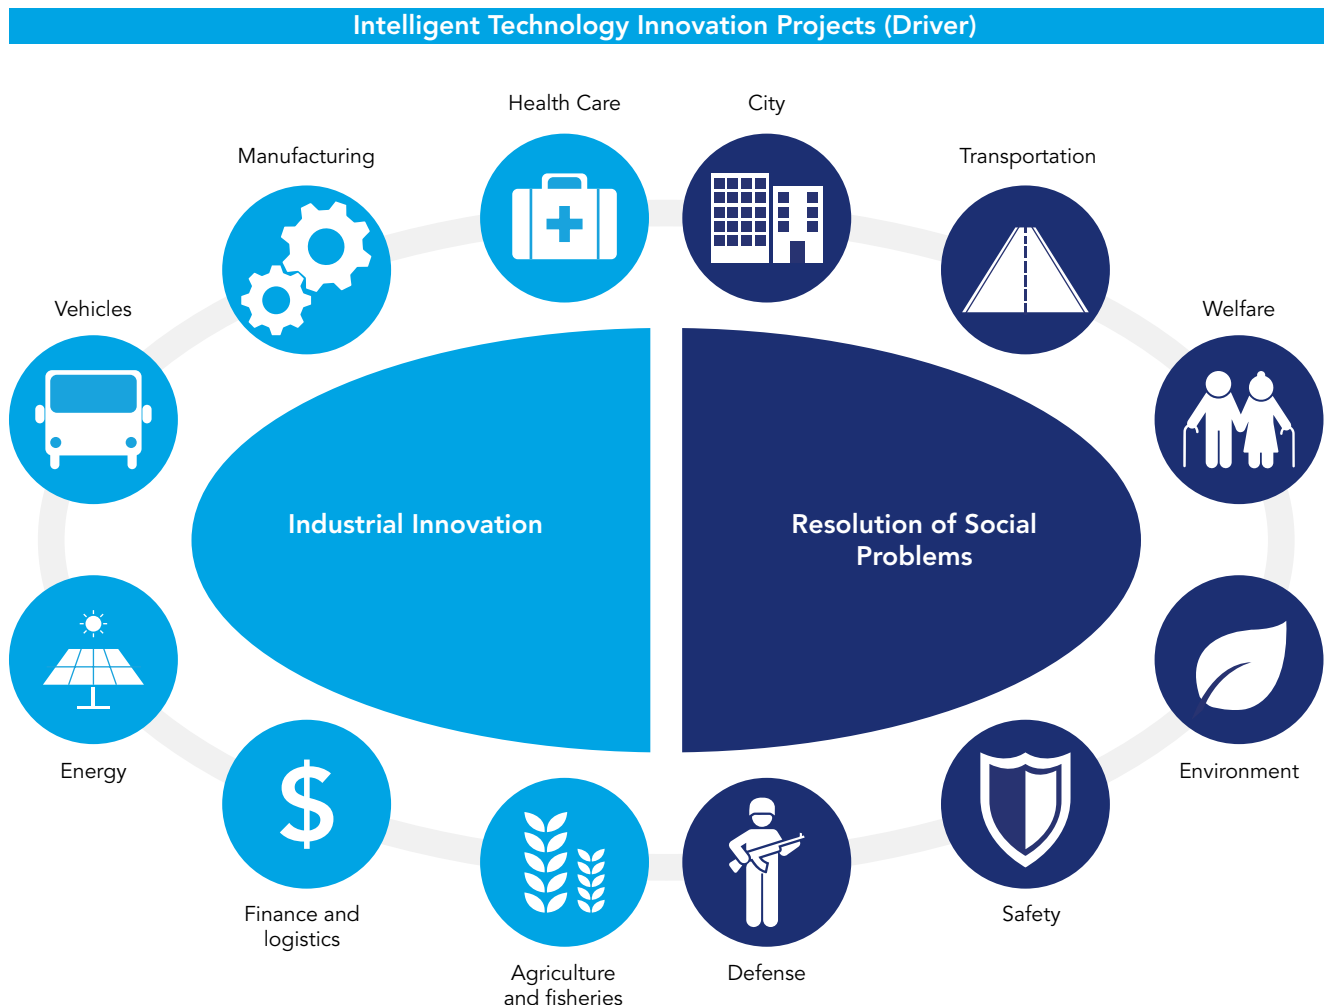 Intelligent Technology Innovation Projects (Driver)
Health Care
City
Manufacturing
Transportation
Vehicles
Welfare
Industrial Innovation
Resolution of Social
Problems
Energy
Environment
$
Finance and
logistics
Safety
Agriculture
and fisheries
Defense